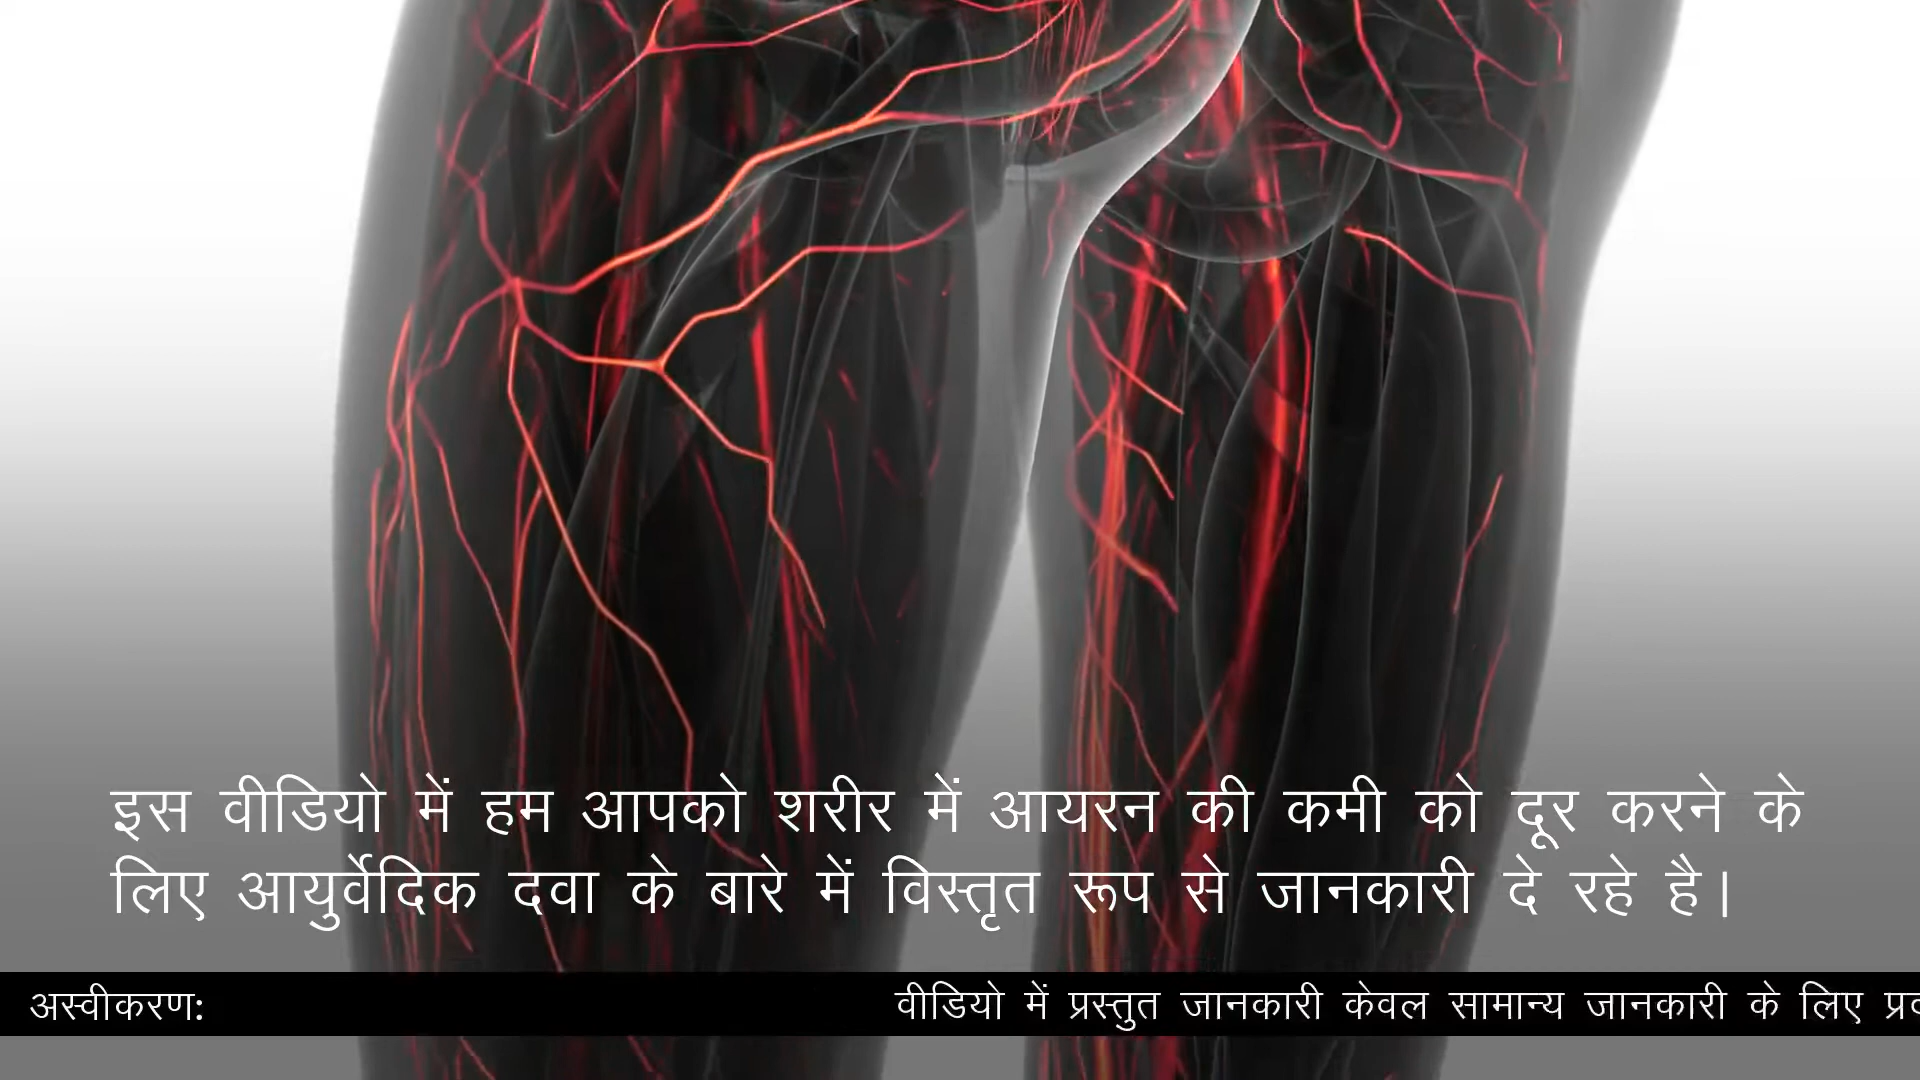 इस वीडियो में हम आपको शरीर में आयरन की कमी को दूर करने के
लिए आयुर्वेदिक दवा के बारे में विस्तृत रूप से जानकारी दे रहे है।
अस्वीकरण: वीडियो में प्रस्तुत जानकारी केवल सामान्य जानकारी के लिए